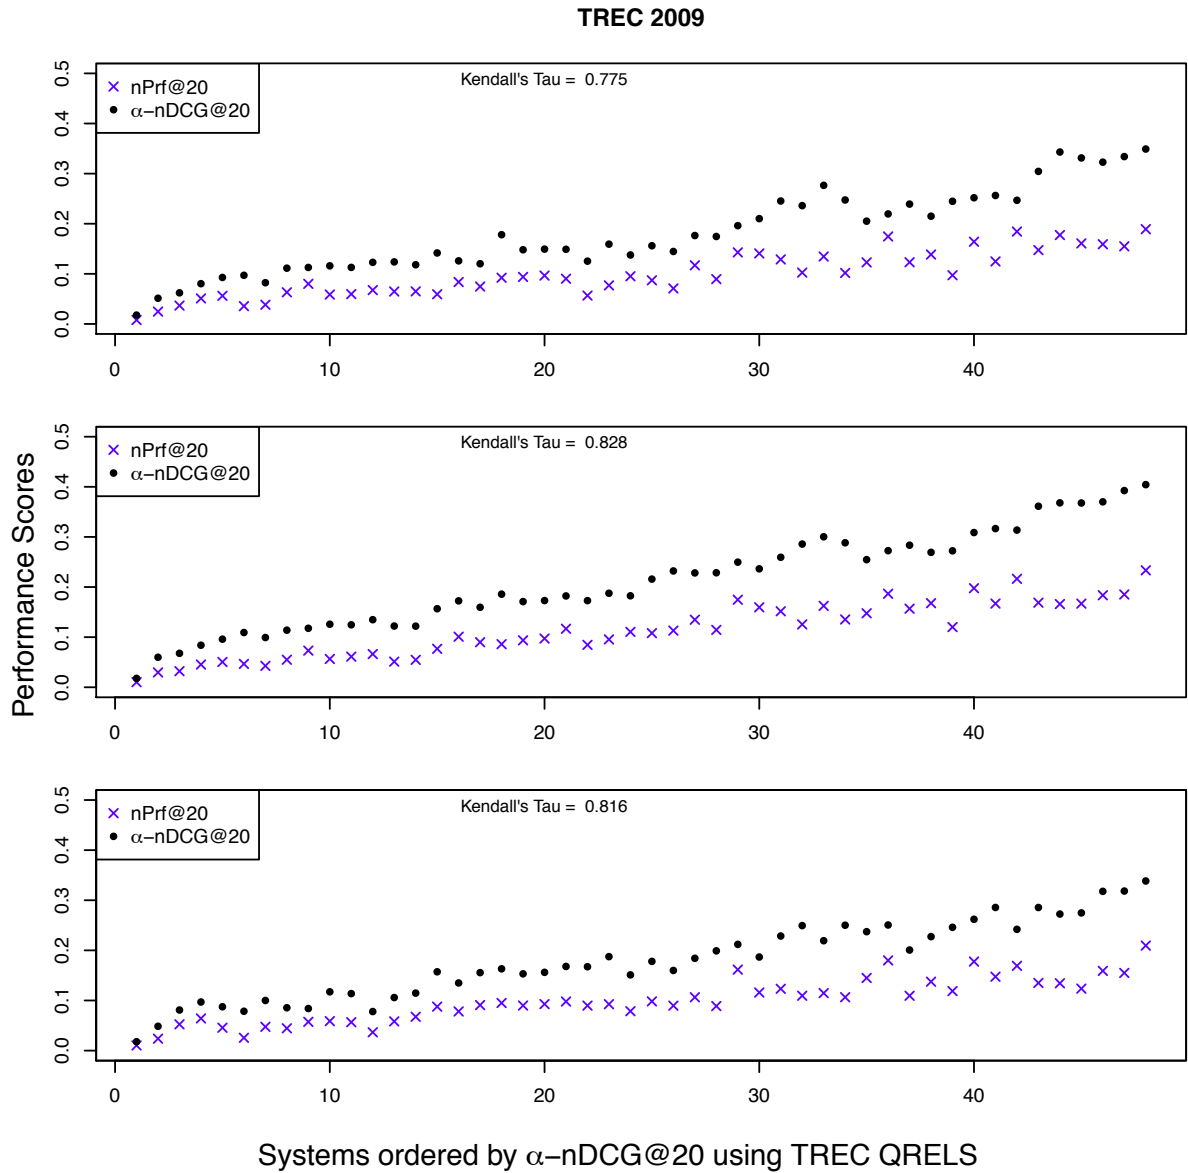 TREC 2009
nPrf@20
α−nDCG@20
Kendall's Tau = 0.775
0.0 0.1 0.2 0.3 0.4 0.5
0 10 20 30 40
nPrf@20
α−nDCG@20
Kendall's Tau = 0.828
0.0 0.1 0.2 0.3 0.4 0.5
0 10 20 30 40
Performance Scores
nPrf@20
α−nDCG@20
Kendall's Tau = 0.816
0.0 0.1 0.2 0.3 0.4 0.5
0 10 20 30 40
Systems ordered by α−nDCG@20 using TREC QRELS